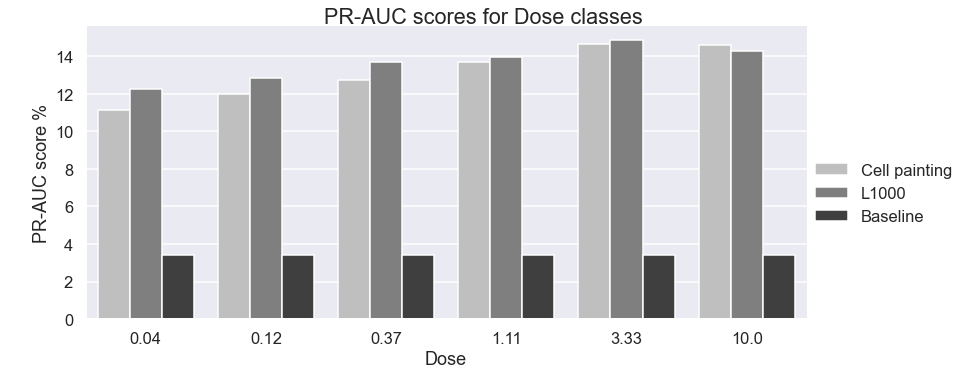 PR-AUC scores for Dose classes
PR-AUC score %
14
12
10
8
6
4
2
0
0.04 0.12 0.37 1.11 3.33 10.0
Dose
Cell painting
L1000
Baseline